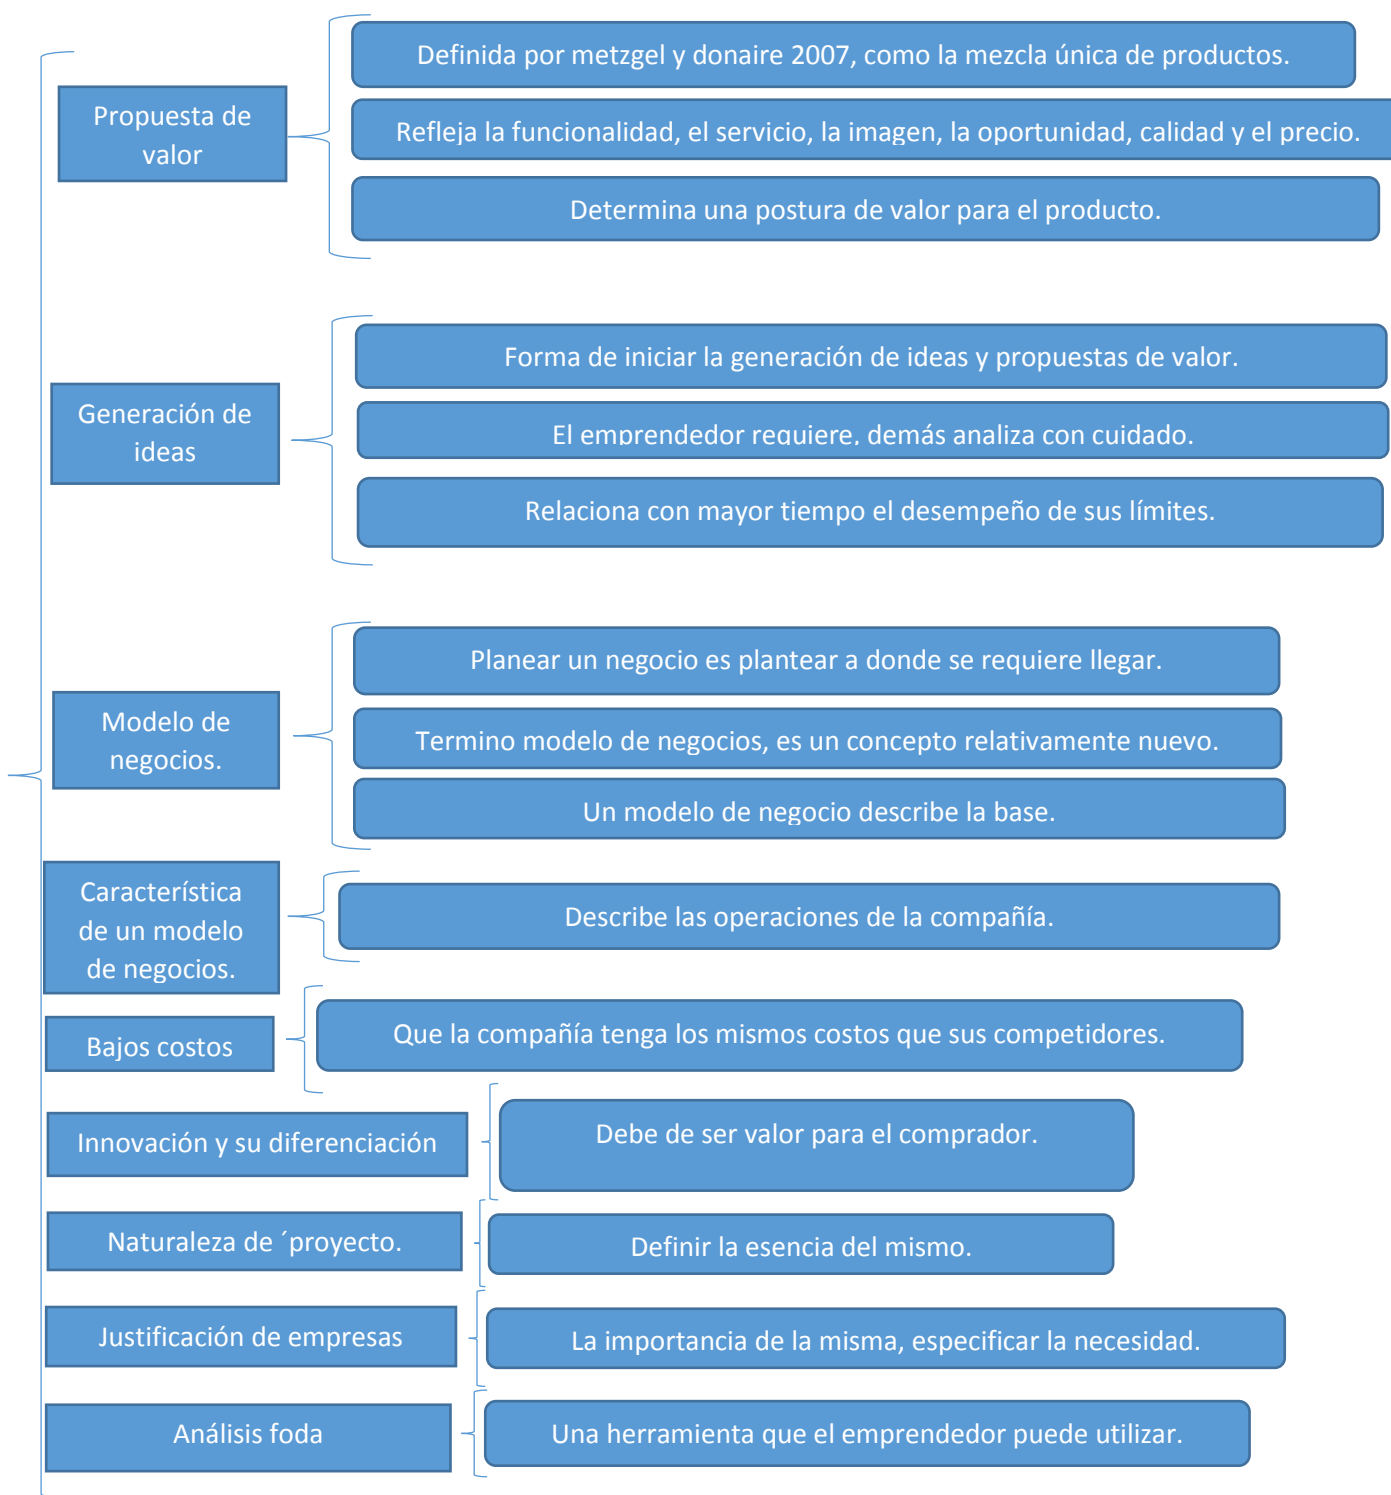 Propuesta de
valor
Definida por metzgel y donaire 2007, como la mezcla única de productos.
Refleja la funcionalidad, el servicio, la imagen, la oportunidad, calidad y el precio.
Determina una postura de valor para el producto.
Generación de
ideas
Forma de iniciar la generación de ideas y propuestas de valor.
El emprendedor requiere, demás analiza con cuidado.
Relaciona con mayor tiempo el desempeño de sus límites.
Modelo de
negocios.
Planear un negocio es plantear a donde se requiere llegar.
Termino modelo de negocios, es un concepto relativamente nuevo.
Un modelo de negocio describe la base.
Característica
de un modelo
de negocios.
Describe las operaciones de la compañía.
Bajos costos
Que la compañía tenga los mismos costos que sus competidores.
Innovación y su diferenciación
Debe de ser valor para el comprador.
Naturaleza de ´proyecto.
Definir la esencia del mismo.
Justificación de empresas
La importancia de la misma, especificar la necesidad.
Análisis foda
Una herramienta que el emprendedor puede utilizar.